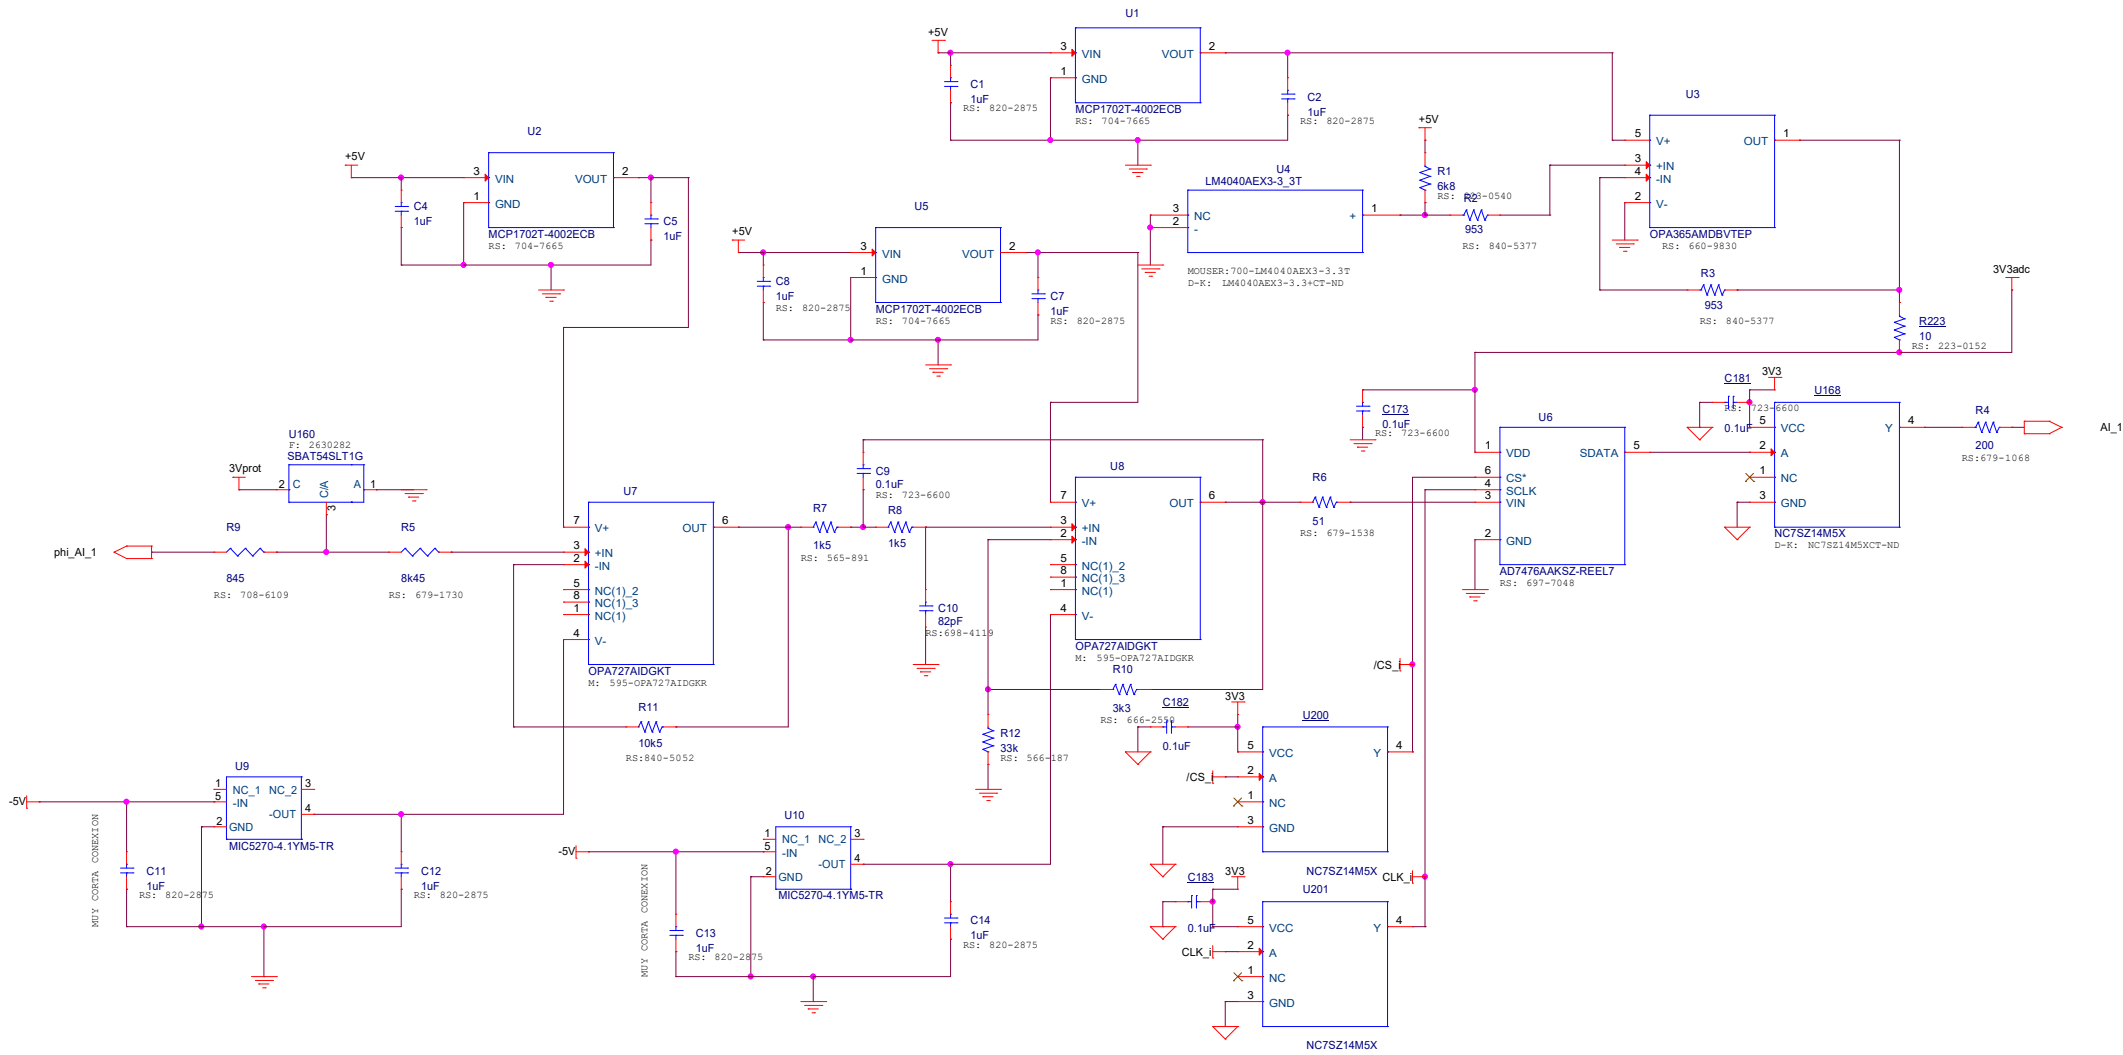 U1
+5V
3 VIN VOUT 2
1 GND
C1
1uF
RS: 820-2875
MCP1702T-4002ECB
RS: 704-7665
C2
1uF
RS: 820-2875
U3
5 V+ OUT 1
3 +IN
4 -IN
2 V-
OPA365AMDBVTEP
RS: 660-9830
U2
+5V
3 VIN VOUT 2
1 GND
C4
1uF
C5
1uF
MCP1702T-4002ECB
RS: 704-7665
+5V
R1
6k8
RS: 223-0540
U4
LM4040AEX3-3_3T
3 NC + 1
2 -
MOUSER:700-LM4040AEX3-3.3T
D-K: LM4040AEX3-3.3+CT-ND
R2
953
RS: 840-5377
U5
+5V
3 VIN VOUT 2
1 GND
C8
1uF
RS: 820-2875
MCP1702T-4002ECB
RS: 704-7665
C7
1uF
RS: 820-2875
R3
953
RS: 840-5377
3V3adc
R223
10
RS: 223-0152
C173
0.1uF
RS: 723-6600
U6
1 VDD SDATA 5
6 CS*
4 SCLK
3 VIN
2 GND
AD7476AAKSZ-REEL7
RS: 697-7048
C181
RS: 723-6600
0.1uF
3V3
U168
5 VCC Y 4
2 A
1 NC
3 GND
NC7SZ14M5X
D-K: NC7SZ14M5XCT-ND
R4
200
RS:679-1068
AI_1
U160
F: 2630282
SBAT54SLT1G
3Vprot
2 C C/A A 1
3
phi_AI_1
R9
845
RS: 708-6109
R5
8k45
RS: 679-1730
U7
7 V+ OUT 6
3 +IN
2 -IN
5 NC(1)_2
8 NC(1)_3
1 NC(1)
4 V-
OPA727AIDGKT
M: 595-OPA727AIDGKR
R11
10k5
RS:840-5052
R7
1k5
RS: 565-891
C9
0.1uF
RS: 723-6600
R8
1k5
C10
82pF
RS:698-4119
U8
7 V+ OUT 6
3 +IN
2 -IN
5 NC(1)_2
8 NC(1)_3
1 NC(1)
4 V-
OPA727AIDGKT
M: 595-OPA727AIDGKR
R6
51
RS: 679-1538
R10
3k3
RS: 666-2550
R12
33k
RS: 566-187
/CS_i
C182
0.1uF
3V3
U200
5 VCC Y 4
/CS_i
2 A
1 NC
3 GND
NC7SZ14M5X
CLK_i
C183
0.1uF
3V3
U201
5 VCC Y 4
CLK_i
2 A
1 NC
3 GND
NC7SZ14M5X
U9
-5V
1 NC_1 NC_2 3
5 -IN
-OUT 4
2 GND
MIC5270-4.1YM5-TR
MUY CORTA CONEXION
C11
1uF
RS: 820-2875
C12
1uF
RS: 820-2875
U10
-5V
1 NC_1 NC_2 3
5 -IN
-OUT 4
2 GND
MIC5270-4.1YM5-TR
MUY CORTA CONEXION
C13
1uF
RS: 820-2875
C14
1uF
RS: 820-2875